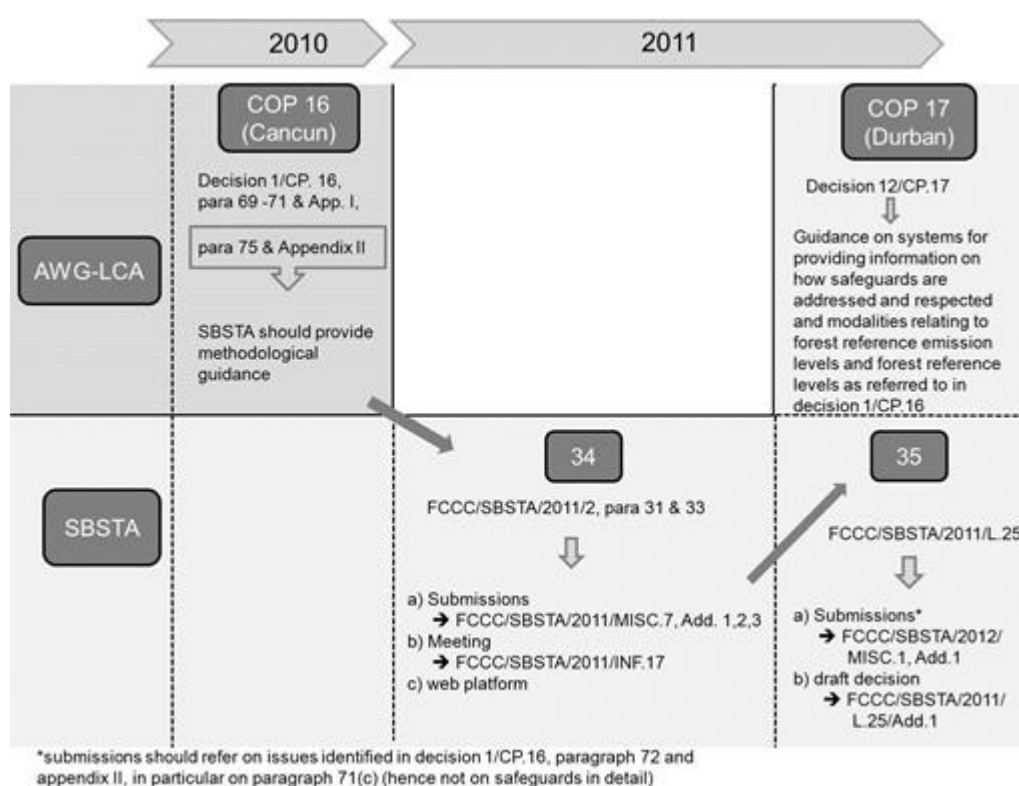 2010
2011
COP 16
(Cancun)
Decision 1/CP. 16,
para 69 -71 & App. I,
para 75 & Appendix II
SBSTA should provide
methodological
guidance
COP 17
(Durban)
Decision 12/CP.17
Guidance on systems for
providing information on
how safeguards are
addressed and respected
and modalities relating to
forest reference emission
levels and forest reference
levels as referred to in
decision 1/CP.16
AWG-LCA
SBSTA
34
FCCC/SBSTA/2011/2, para 31 & 33
a) Submissions
➔ FCCC/SBSTA/2011/MISC.7, Add. 1,2,3
b) Meeting
➔ FCCC/SBSTA/2011/INF.17
c) web platform
35
FCCC/SBSTA/2011/L.25
a) Submissions*
➔ FCCC/SBSTA/2012/
MISC.1, Add.1
b) draft decision
➔ FCCC/SBSTA/2011/
L.25/Add.1
*submissions should refer on issues identified in decision 1/CP.16, paragraph 72 and
appendix II, in particular on paragraph 71(c) (hence not on safeguards in detail)